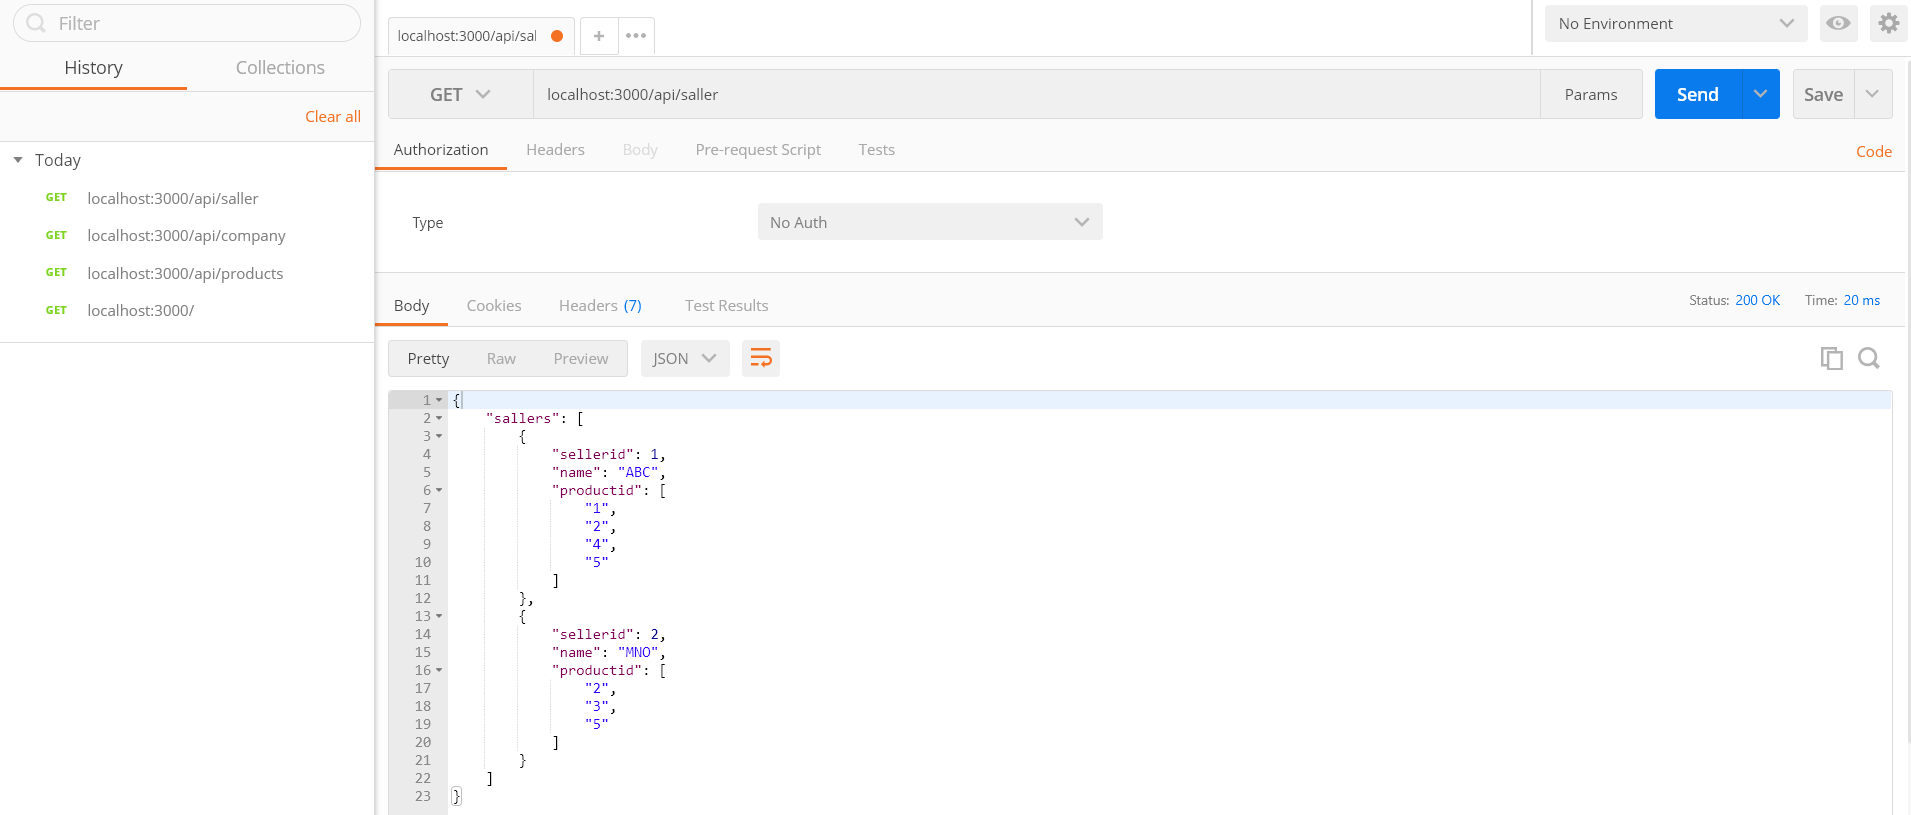 Filter
History Collections
Clear all
Today
GET localhost:3000/api/saller
GET localhost:3000/api/company
GET localhost:3000/api/products
GET localhost:3000/
localhost:3000/api/sal + •••
No Environment
GET localhost:3000/api/saller Params Send Save
Authorization Headers Body Pre-request Script Tests Code
Type No Auth
Body Cookies Headers (7) Test Results Status: 200 OK Time: 20 ms
Pretty Raw Preview JSON
1 {
2 "sallers": [
3 {
4 "sellerid": 1,
5 "name": "ABC",
6 "productid": [
7 "1",
8 "2",
9 "4",
10 "5"
11 ]
12 },
13 {
14 "sellerid": 2,
15 "name": "MNO",
16 "productid": [
17 "2",
18 "3",
19 "5"
20 ]
21 }
22 ]
23 }